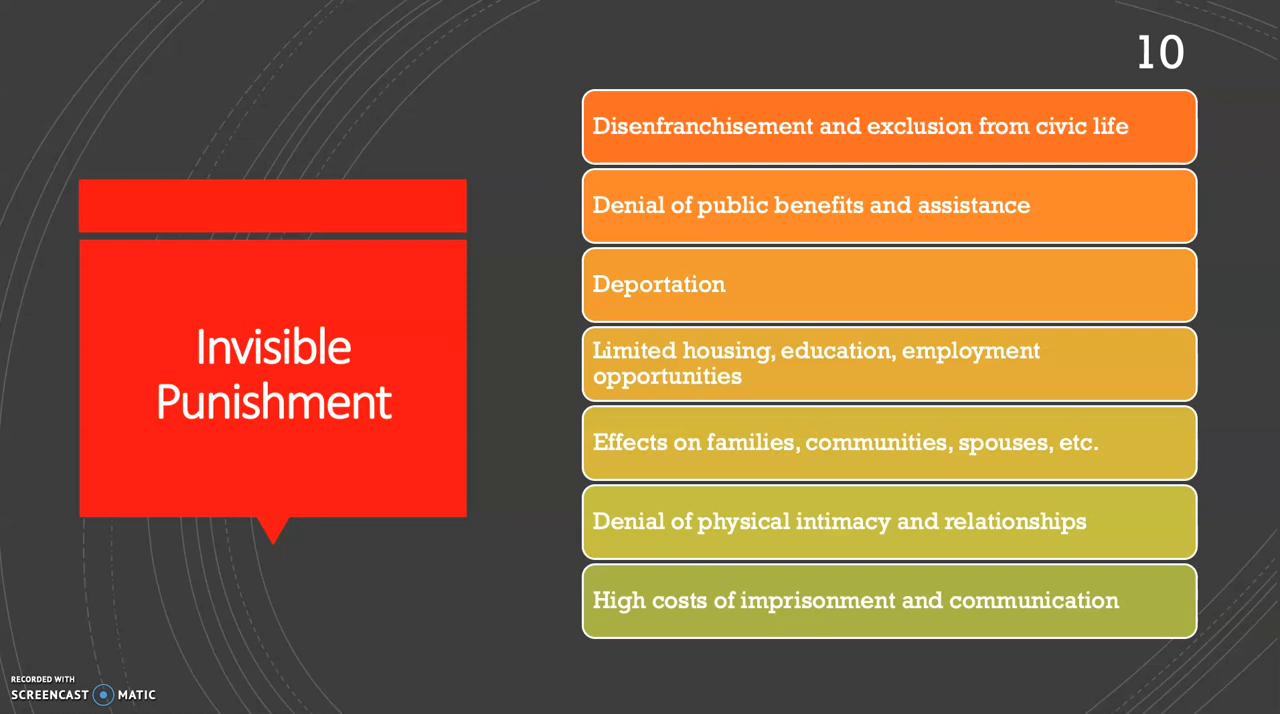 10
Invisible
Punishment
Disenfranchisement and exclusion from civic life
Denial of public benefits and assistance
Deportation
Limited housing, education, employment
opportunities
Effects on families, communities, spouses, etc.
Denial of physical intimacy and relationships
High costs of imprisonment and communication
RECORDED WITH
SCREENCAST MATIC